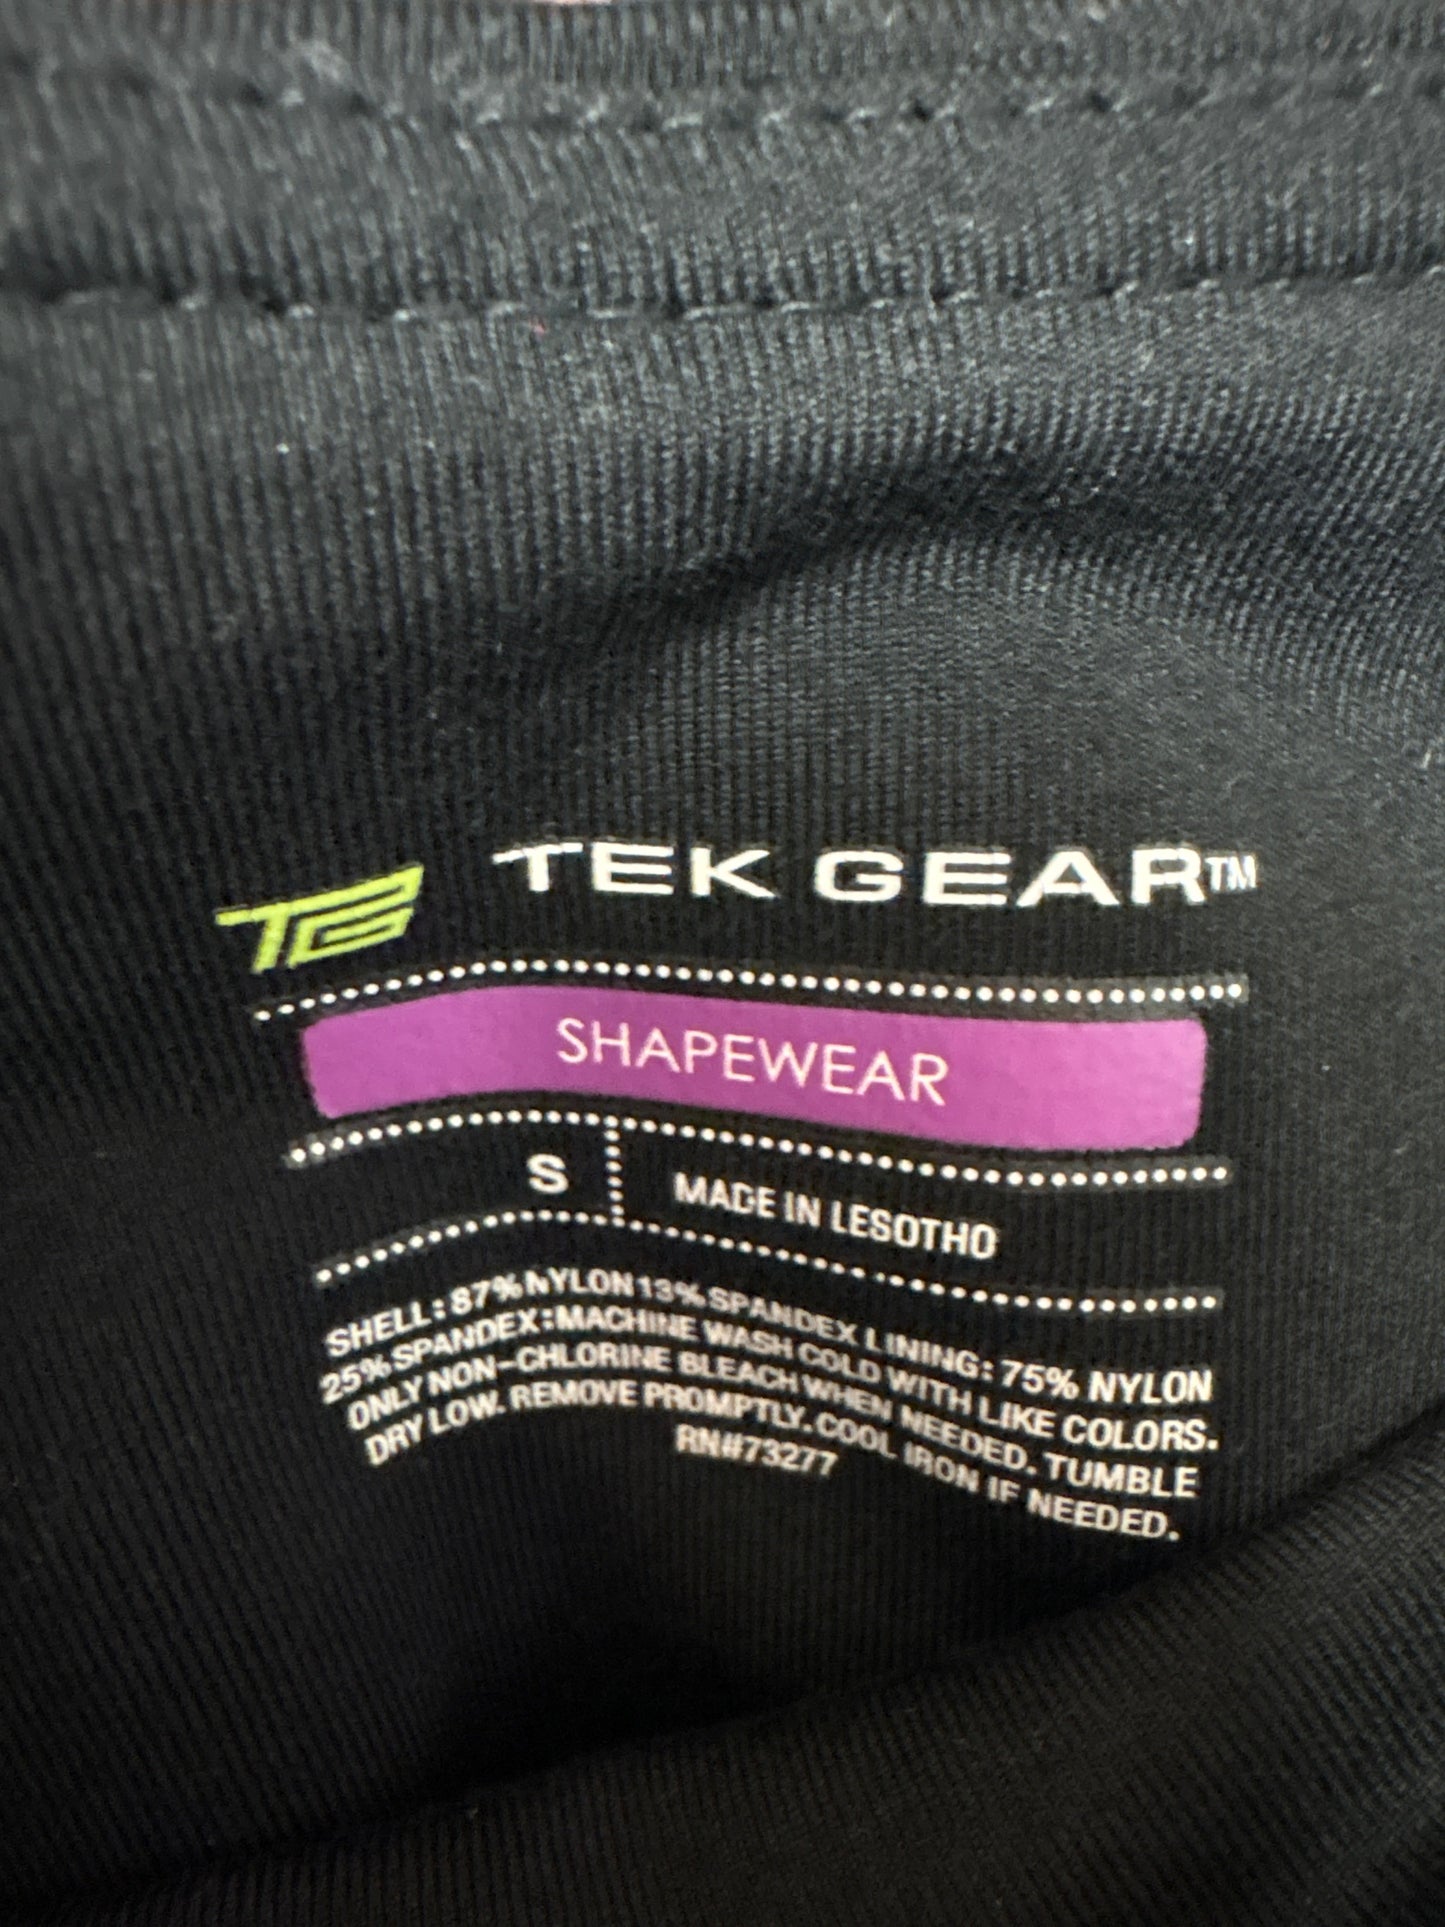 TG TEK GEAR™
SHAPEWEAR
S MADE IN LESOTHO
SHELL: 87% NYLON 13% SPANDEX LINING: 75% NYLON
25% SPANDEX: MACHINE WASH COLD WITH LIKE COLORS.
ONLY NON-CHLORINE BLEACH WHEN NEEDED. TUMBLE
DRY LOW. REMOVE PROMPTLY. COOL IRON IF NEEDED.
RN#73277